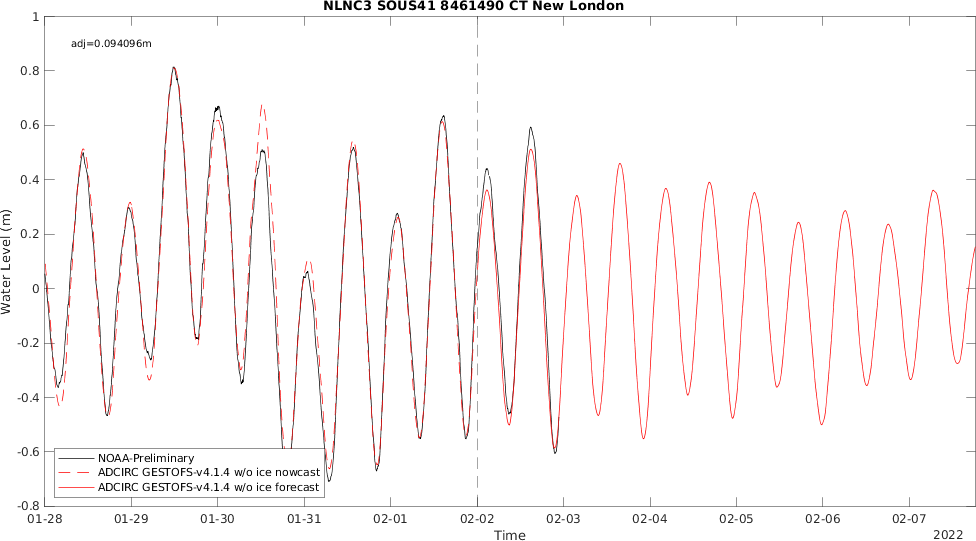 NLNC3 SOUS41 8461490 CT New London
adj=0.094096m
1
0.8
0.6
0.4
0.2
0
-0.2
-0.4
-0.6
-0.8
Water Level (m)
NOAA-Preliminary
ADCIRC GESTOFS-v4.1.4 w/o ice nowcast
ADCIRC GESTOFS-v4.1.4 w/o ice forecast
01-28 01-29 01-30 01-31 02-01 02-02 02-03 02-04 02-05 02-06 02-07
Time
2022